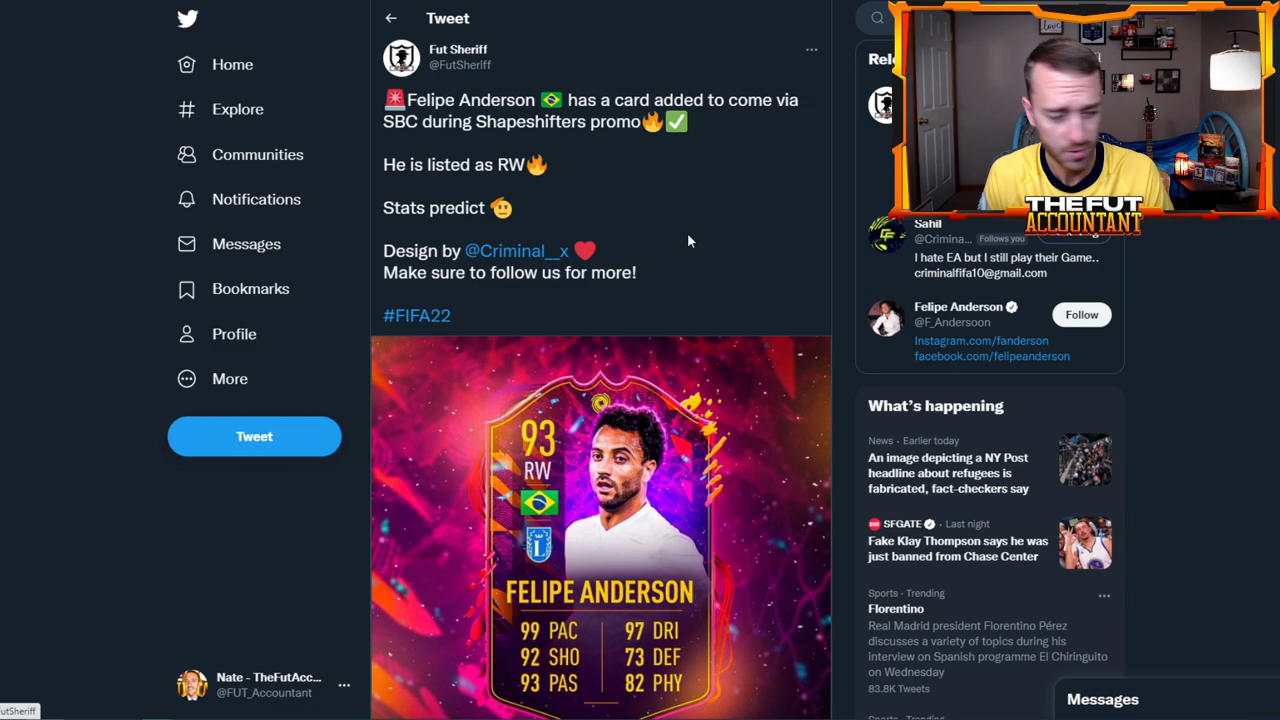 Tweet
Home
Explore
Communities
Notifications
Messages
Bookmarks
Profile
More
Tweet
Nate - TheFutAcc...
@FUT_Accountant
Fut Sheriff
@FutSheriff
🚨Felipe Anderson 🇧🇷 has a card added to come via
SBC during Shapeshifters promo🔥✅
He is listed as RW🔥
Stats predict 🫡
Design by @Criminal__x ❤️
Make sure to follow us for more!
#FIFA22
93
RW
L
FELIPE ANDERSON
99 PAC
92 SHO
93 PAS
97 DRI
73 DEF
82 PHY
THE FUT
ACCOUNTANT
Sahil
@Crimina... Follows you
I hate EA but I still play their Game..
criminalfifa10@gmail.com
Felipe Anderson
@F_Andersoon
Follow
Instagram.com/fanderson
facebook.com/felipeanderson
What's happening
News · Earlier today
An image depicting a NY Post
headline about refugees is
fabricated, fact-checkers say
SFGATE · Last night
Fake Klay Thompson says he was
just banned from Chase Center
Sports · Trending
Florentino
Real Madrid president Florentino Pérez
discusses a variety of topics during his
interview on Spanish programme El Chiringuito
on Wednesday
83.8K Tweets
Messages